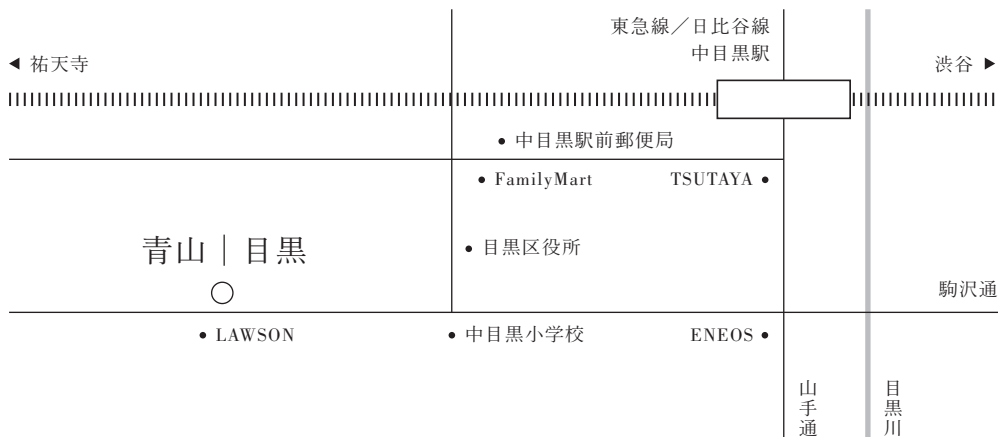 東急線／日比谷線
中目黒駅
◀ 祐天寺
渋谷 ▶
• 中目黒駅前郵便局
• FamilyMart
TSUTAYA •
青山｜目黒
• 目黒区役所
駒沢通
• LAWSON
• 中目黒小学校
ENEOS •
山手通
目黒川